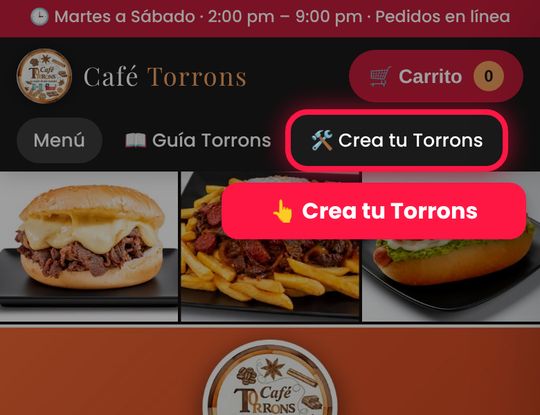 🕒 Martes a Sábado · 2:00 pm – 9:00 pm · Pedidos en línea
Café Torrons
🛒 Carrito 0
Menú
📖 Guía Torrons
🛠️ Crea tu Torrons
👆 Crea tu Torrons
Café
TORRONS